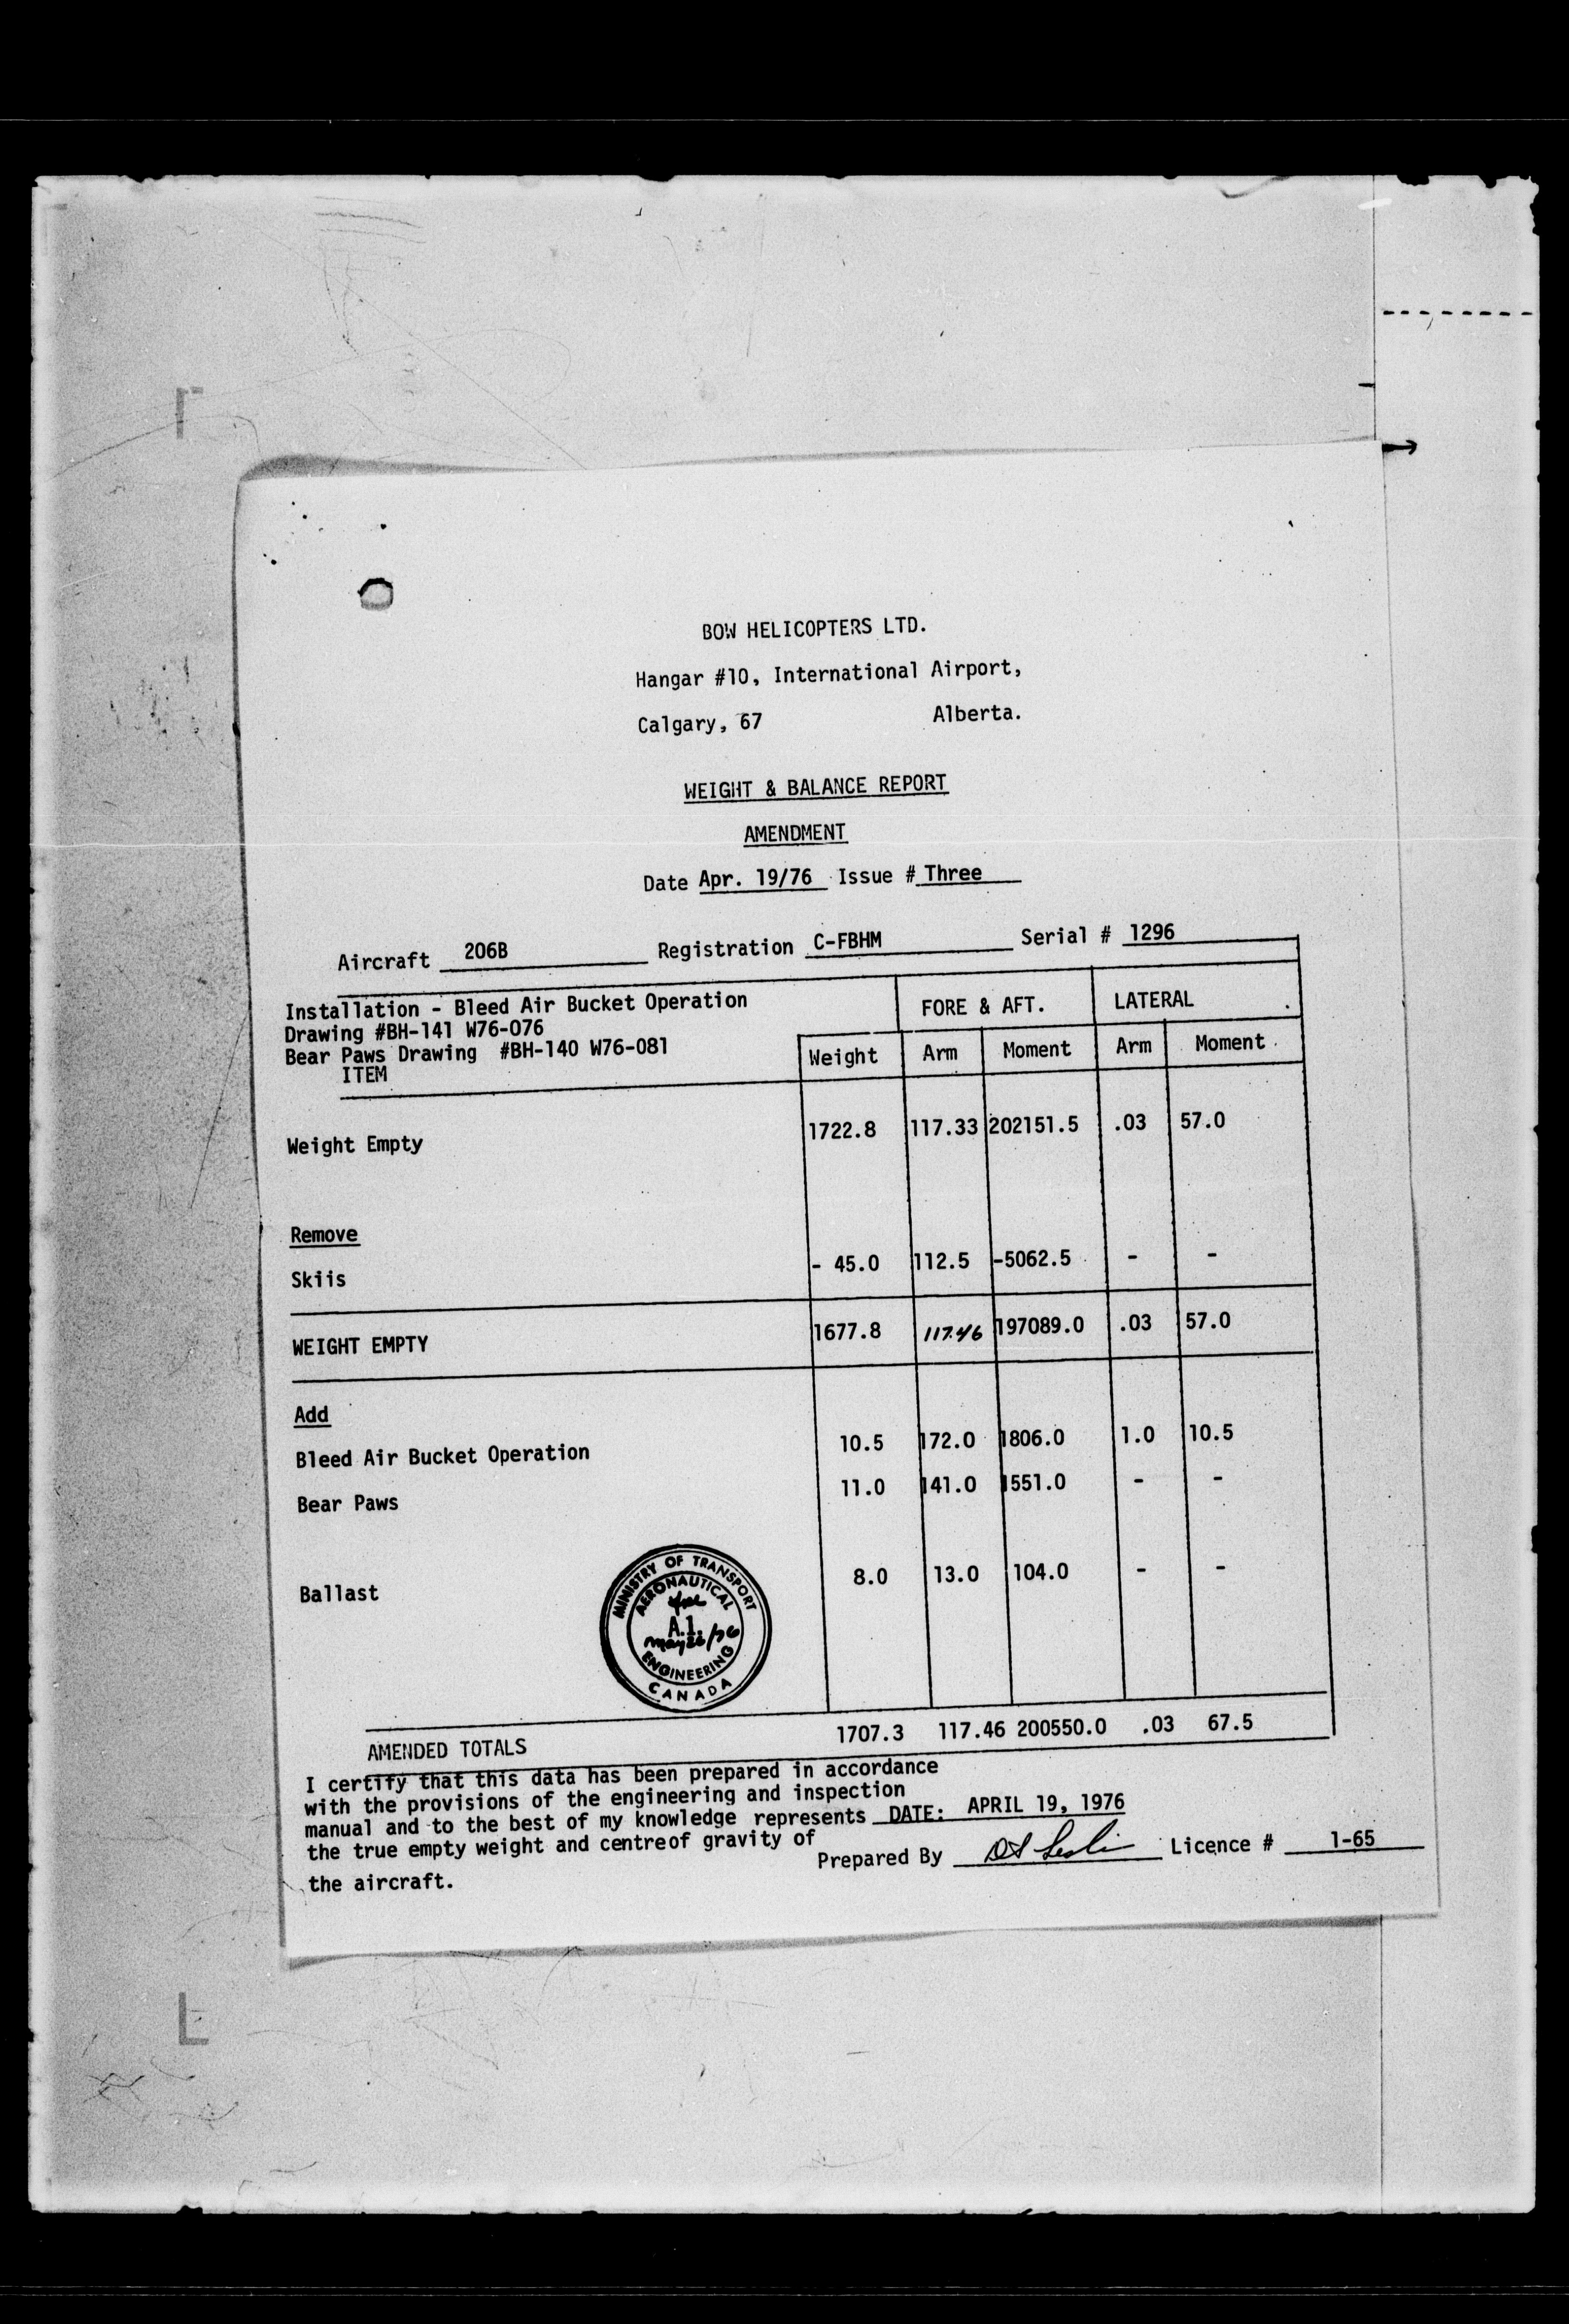 BOW HELICOPTERS LTD.
Hangar #10, International Airport,
Calgary, 67 Alberta.
WEIGHT & BALANCE REPORT
AMENDMENT
Date Apr. 19/76 Issue # Three
Aircraft 206B Registration C-FBHM Serial # 1296
Installation - Bleed Air Bucket Operation FORE & AFT. LATERAL
Drawing #BH-141 W76-076
Bear Paws Drawing #BH-140 W76-081
ITEM Weight Arm Moment Arm Moment
Weight Empty 1722.8 117.33 202151.5 .03 57.0
Remove
Skiis - 45.0 112.5 -5062.5 - -
WEIGHT EMPTY 1677.8 117.46 197089.0 .03 57.0
Add
Bleed Air Bucket Operation 10.5 172.0 1806.0 1.0 10.5
Bear Paws 11.0 141.0 1551.0 - -
Ballast 8.0 13.0 104.0 - -
MINISTRY OF TRANSPORT
AERONAUTICAL
A.I.
ENGINEERING
CANADA
AMENDED TOTALS 1707.3 117.46 200550.0 .03 67.5
I certify that this data has been prepared in accordance
with the provisions of the engineering and inspection
manual and to the best of my knowledge represents DATE: APRIL 19, 1976
the true empty weight and centreof gravity of
Prepared By Licence # 1-65
the aircraft.